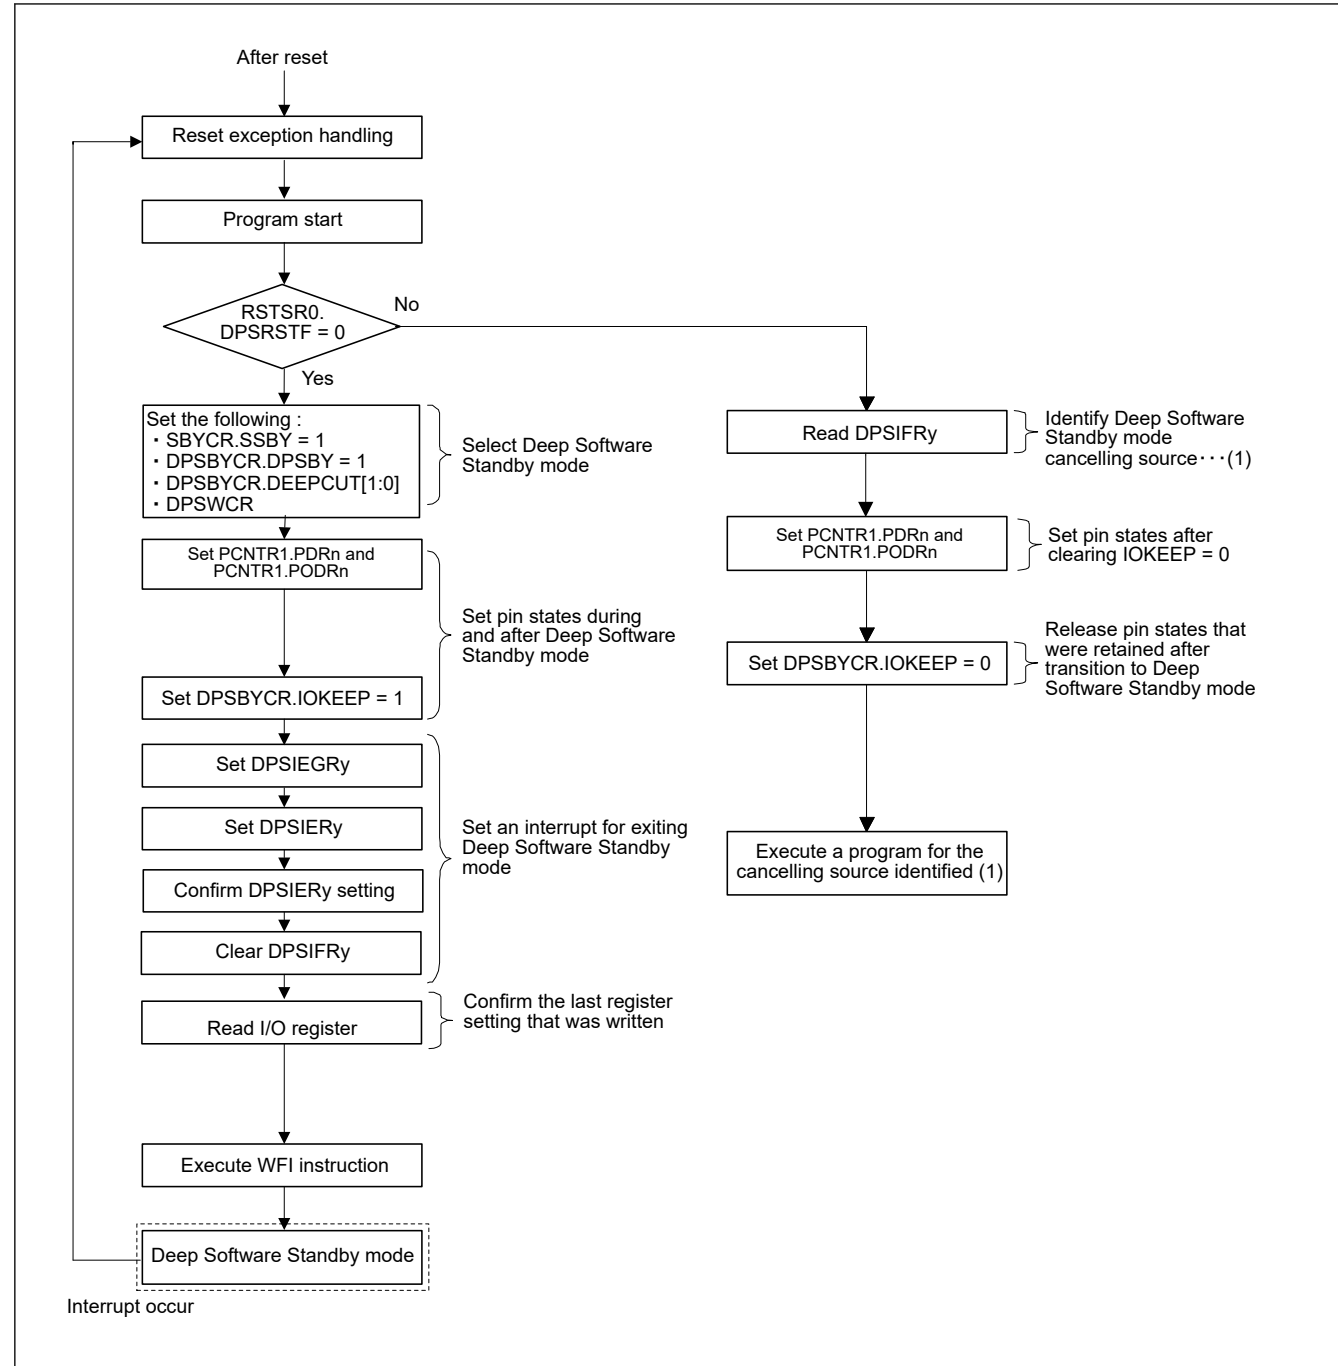 After reset
Reset exception handling
Program start
RSTSR0.
DPSRSTF = 0
No
Yes
Set the following :
・SBYCR.SSBY = 1
・DPSBYCR.DPSBY = 1
・DPSBYCR.DEEPCUT[1:0]
・DPSWCR
Select Deep Software
Standby mode
Set PCNTR1.PDRn and
PCNTR1.PODRn
Set pin states during
and after Deep Software
Standby mode
Set DPSBYCR.IOKEEP = 1
Set DPSIEGRy
Set DPSIERy
Confirm DPSIERy setting
Clear DPSIFRy
Set an interrupt for exiting
Deep Software Standby
mode
Read I/O register
Confirm the last register
setting that was written
Execute WFI instruction
Deep Software Standby mode
Interrupt occur
Read DPSIFRy
Identify Deep Software
Standby mode
cancelling source･･･(1)
Set PCNTR1.PDRn and
PCNTR1.PODRn
Set pin states after
clearing IOKEEP = 0
Set DPSBYCR.IOKEEP = 0
Release pin states that
were retained after
transition to Deep
Software Standby mode
Execute a program for the
cancelling source identified (1)